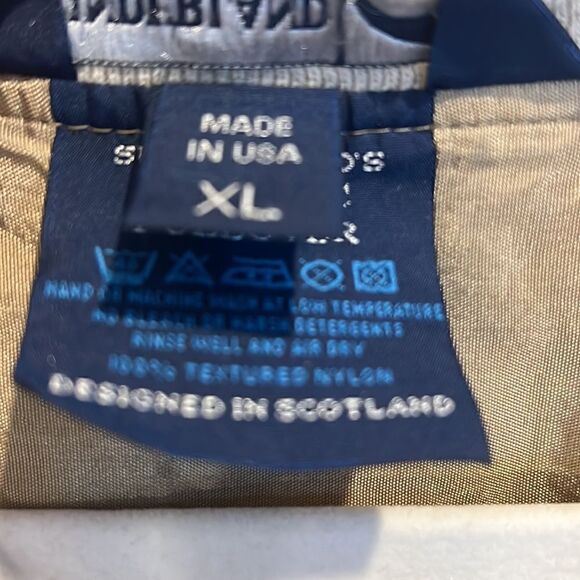 MADE
IN USA
XL
HAND OR MACHINE WASH AT LOW TEMPERATURE
NO BLEACH OR HARSH DETERGENTS
RINSE WELL AND AIR DRY
100% TEXTURED NYLON
DESIGNED IN SCOTLAND